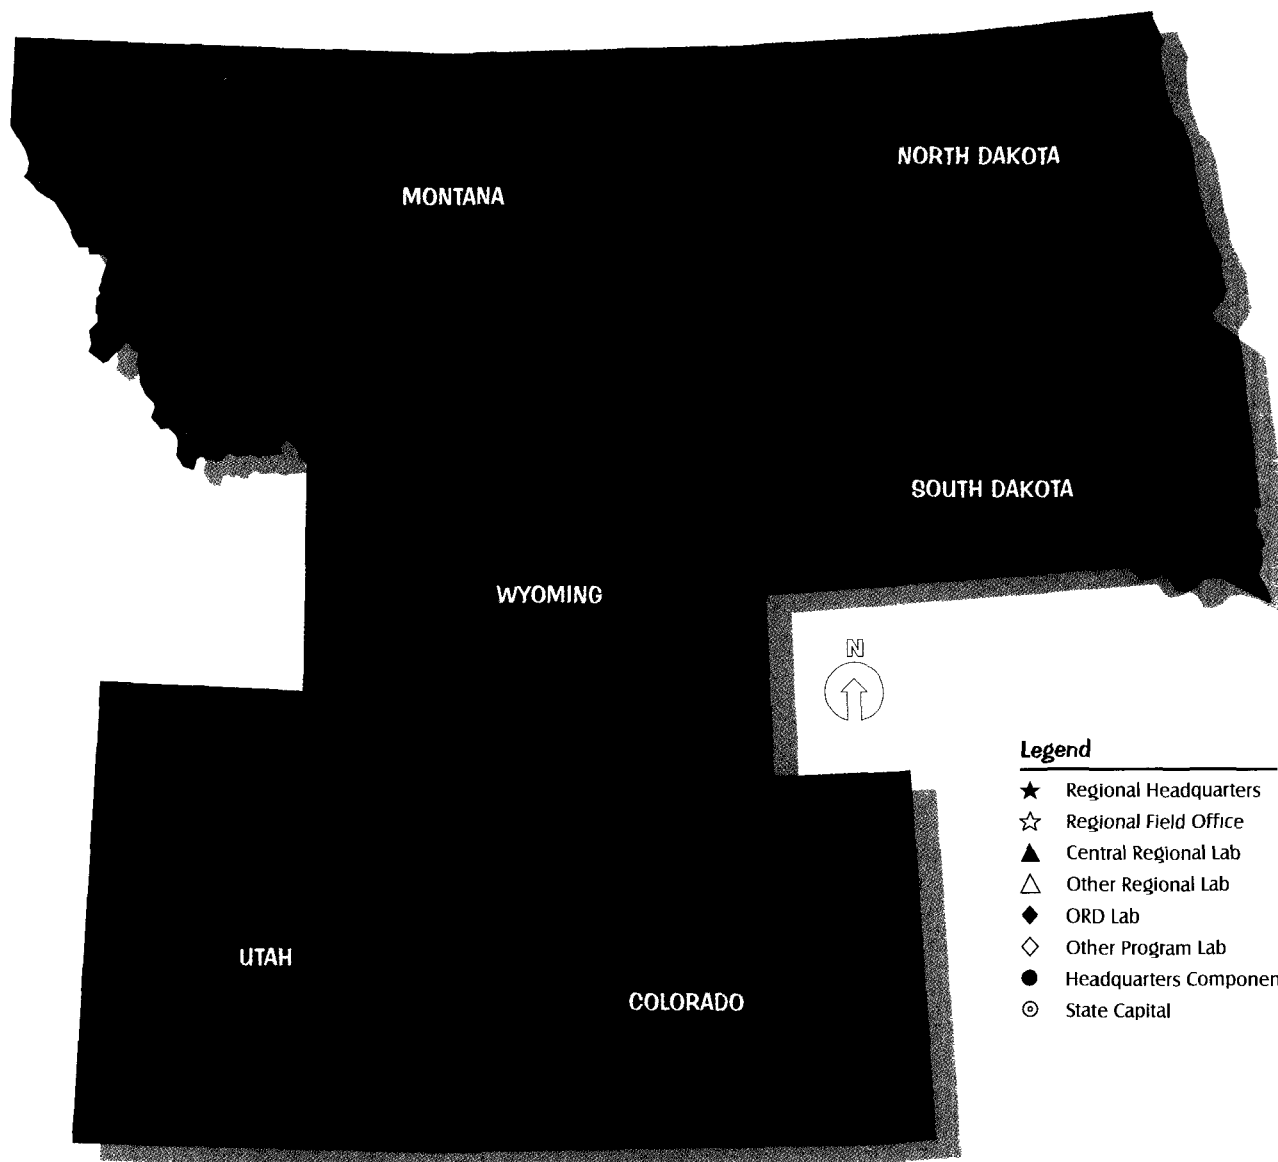 NORTH DAKOTA
MONTANA
SOUTH DAKOTA
WYOMING
N
Legend
Regional Headquarters
Regional Field Office
Central Regional Lab
Other Regional Lab
ORD Lab
Other Program Lab
Headquarters Componen
State Capital
UTAH
COLORADO